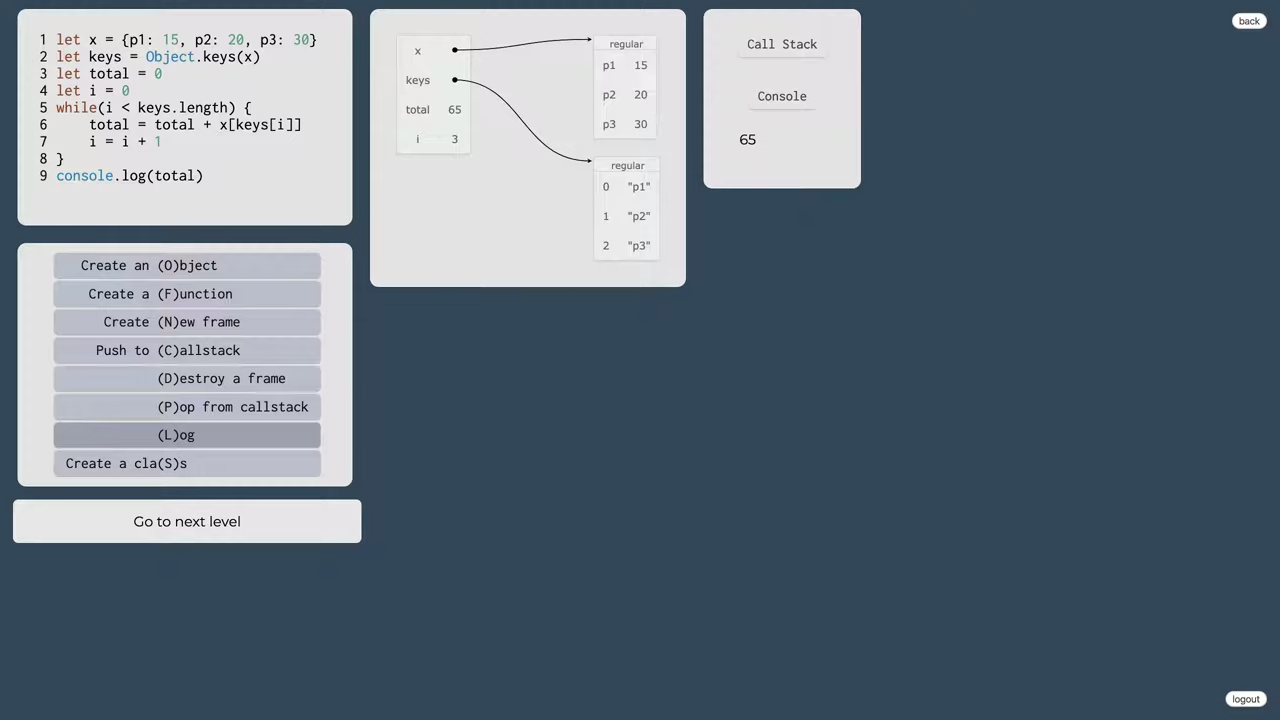 1 let x = {p1: 15, p2: 20, p3: 30}
2 let keys = Object.keys(x)
3 let total = 0
4 let i = 0
5 while(i < keys.length) {
6     total = total + x[keys[i]]
7     i = i + 1
8 }
9 console.log(total)
Create an (O)bject
Create a (F)unction
Create (N)ew frame
Push to (C)allstack
(D)estroy a frame
(P)op from callstack
(L)og
Create a cla(S)s
Go to next level
x
keys
total 65
i 3
regular
p1 15
p2 20
p3 30
regular
0 "p1"
1 "p2"
2 "p3"
Call Stack
Console
65
back
logout